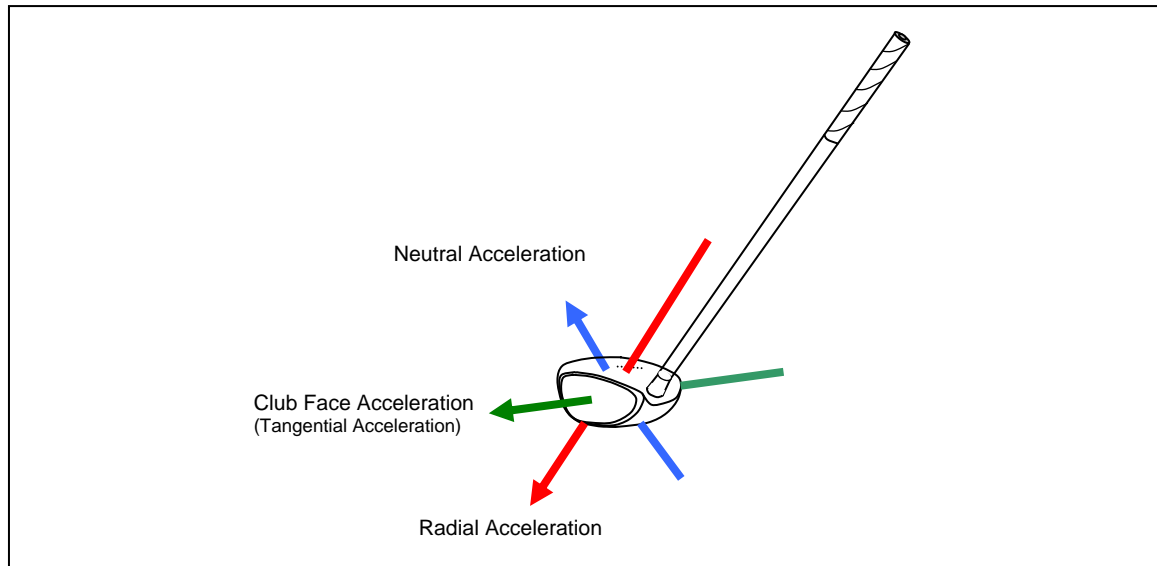 Neutral Acceleration
Club Face Acceleration
(Tangential Acceleration)
Radial Acceleration